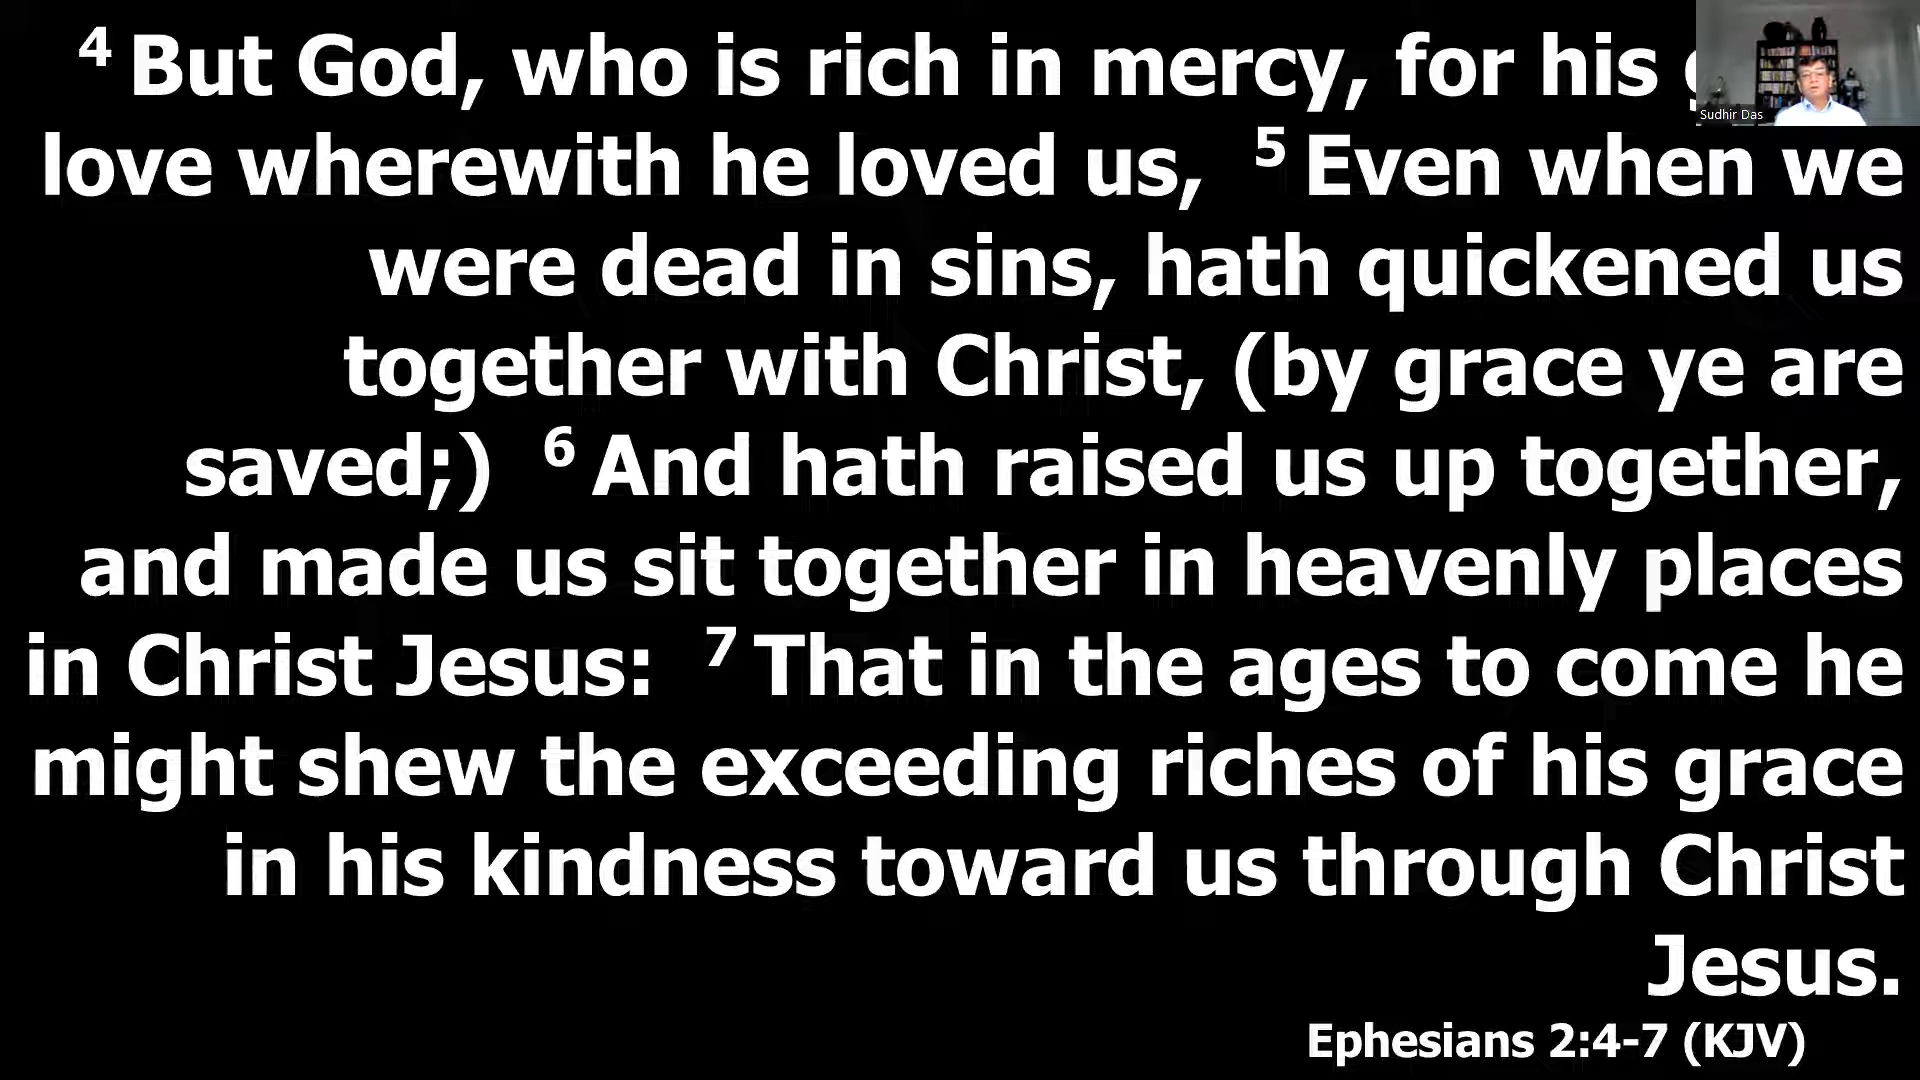 4 But God, who is rich in mercy, for his
love wherewith he loved us, 5 Even when we
were dead in sins, hath quickened us
together with Christ, (by grace ye are
saved;) 6 And hath raised us up together,
and made us sit together in heavenly places
in Christ Jesus: 7 That in the ages to come he
might shew the exceeding riches of his grace
in his kindness toward us through Christ
Jesus.
Ephesians 2:4-7 (KJV)
Sudhir Das